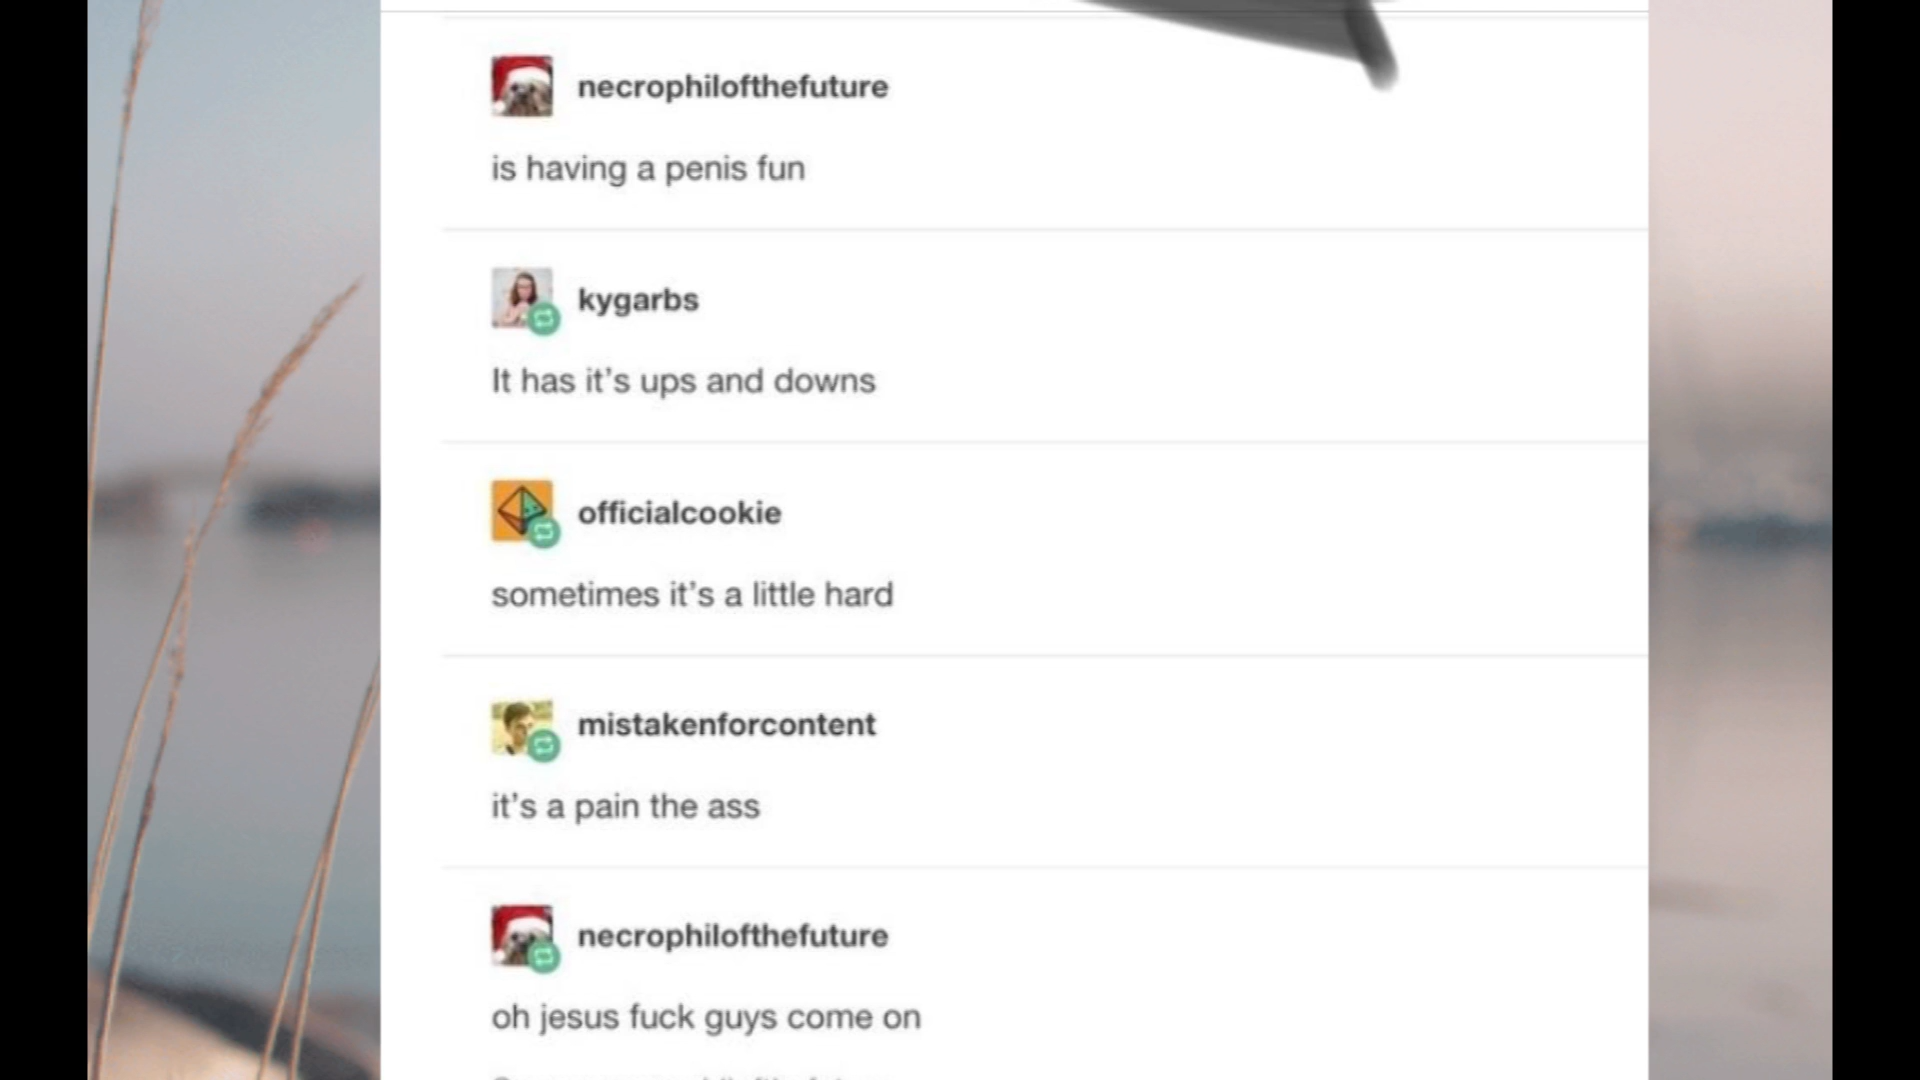 necrophilofthefuture
is having a penis fun
kygarbs
It has it's ups and downs
officialcookie
sometimes it's a little hard
mistakenforcontent
it's a pain the ass
necrophilofthefuture
oh jesus fuck guys come on